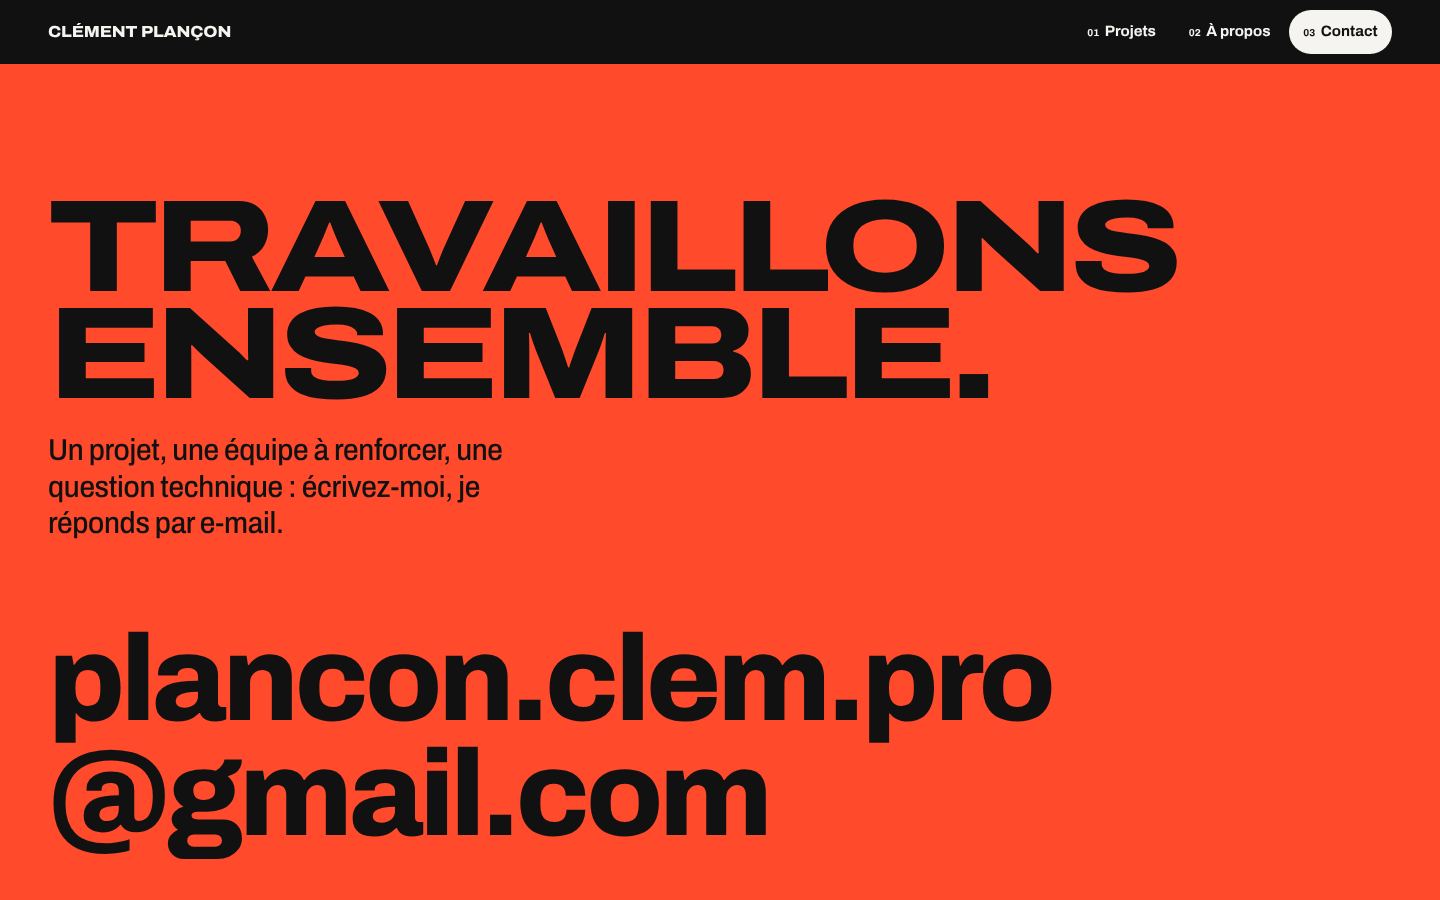 CLÉMENT PLANÇON
01 Projets
02 À propos
03 Contact
TRAVAILLONS
ENSEMBLE.
Un projet, une équipe à renforcer, une
question technique : écrivez-moi, je
réponds par e-mail.
plancon.clem.pro
@gmail.com